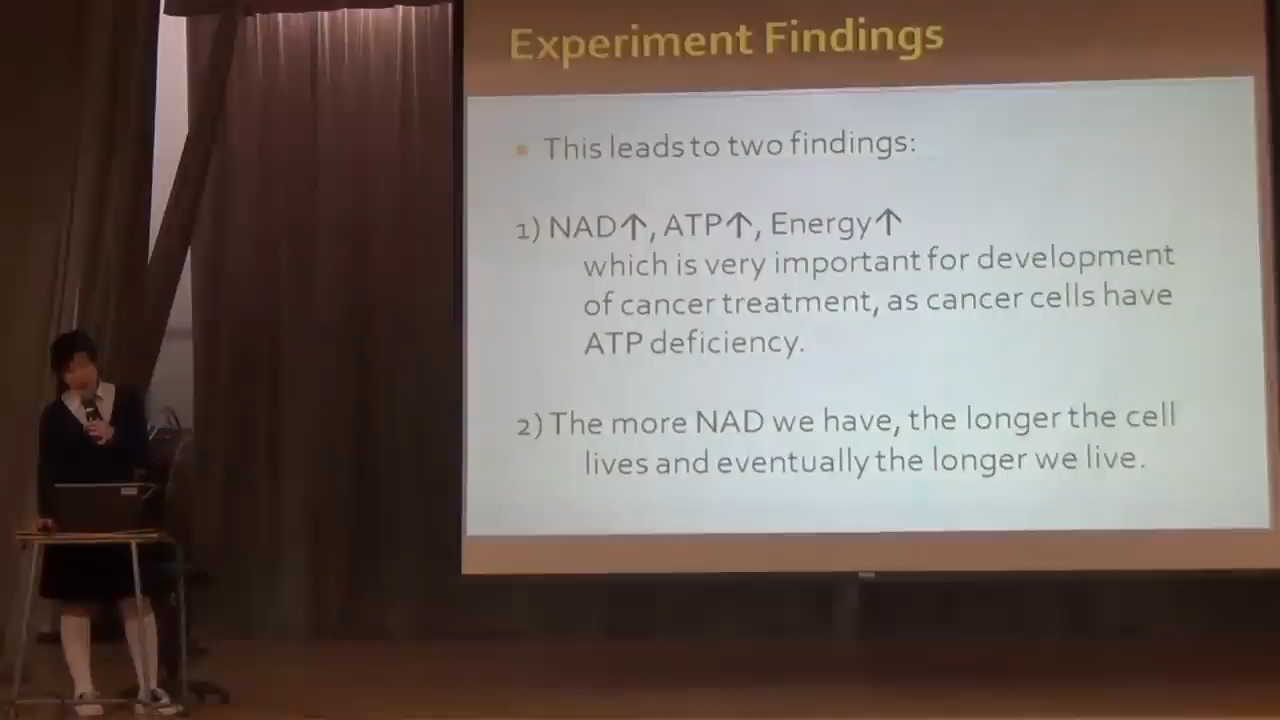 Experiment Findings
This leads to two findings:
1) NAD↑, ATP↑, Energy↑
which is very important for development
of cancer treatment, as cancer cells have
ATP deficiency.
2) The more NAD we have, the longer the cell
lives and eventually the longer we live.